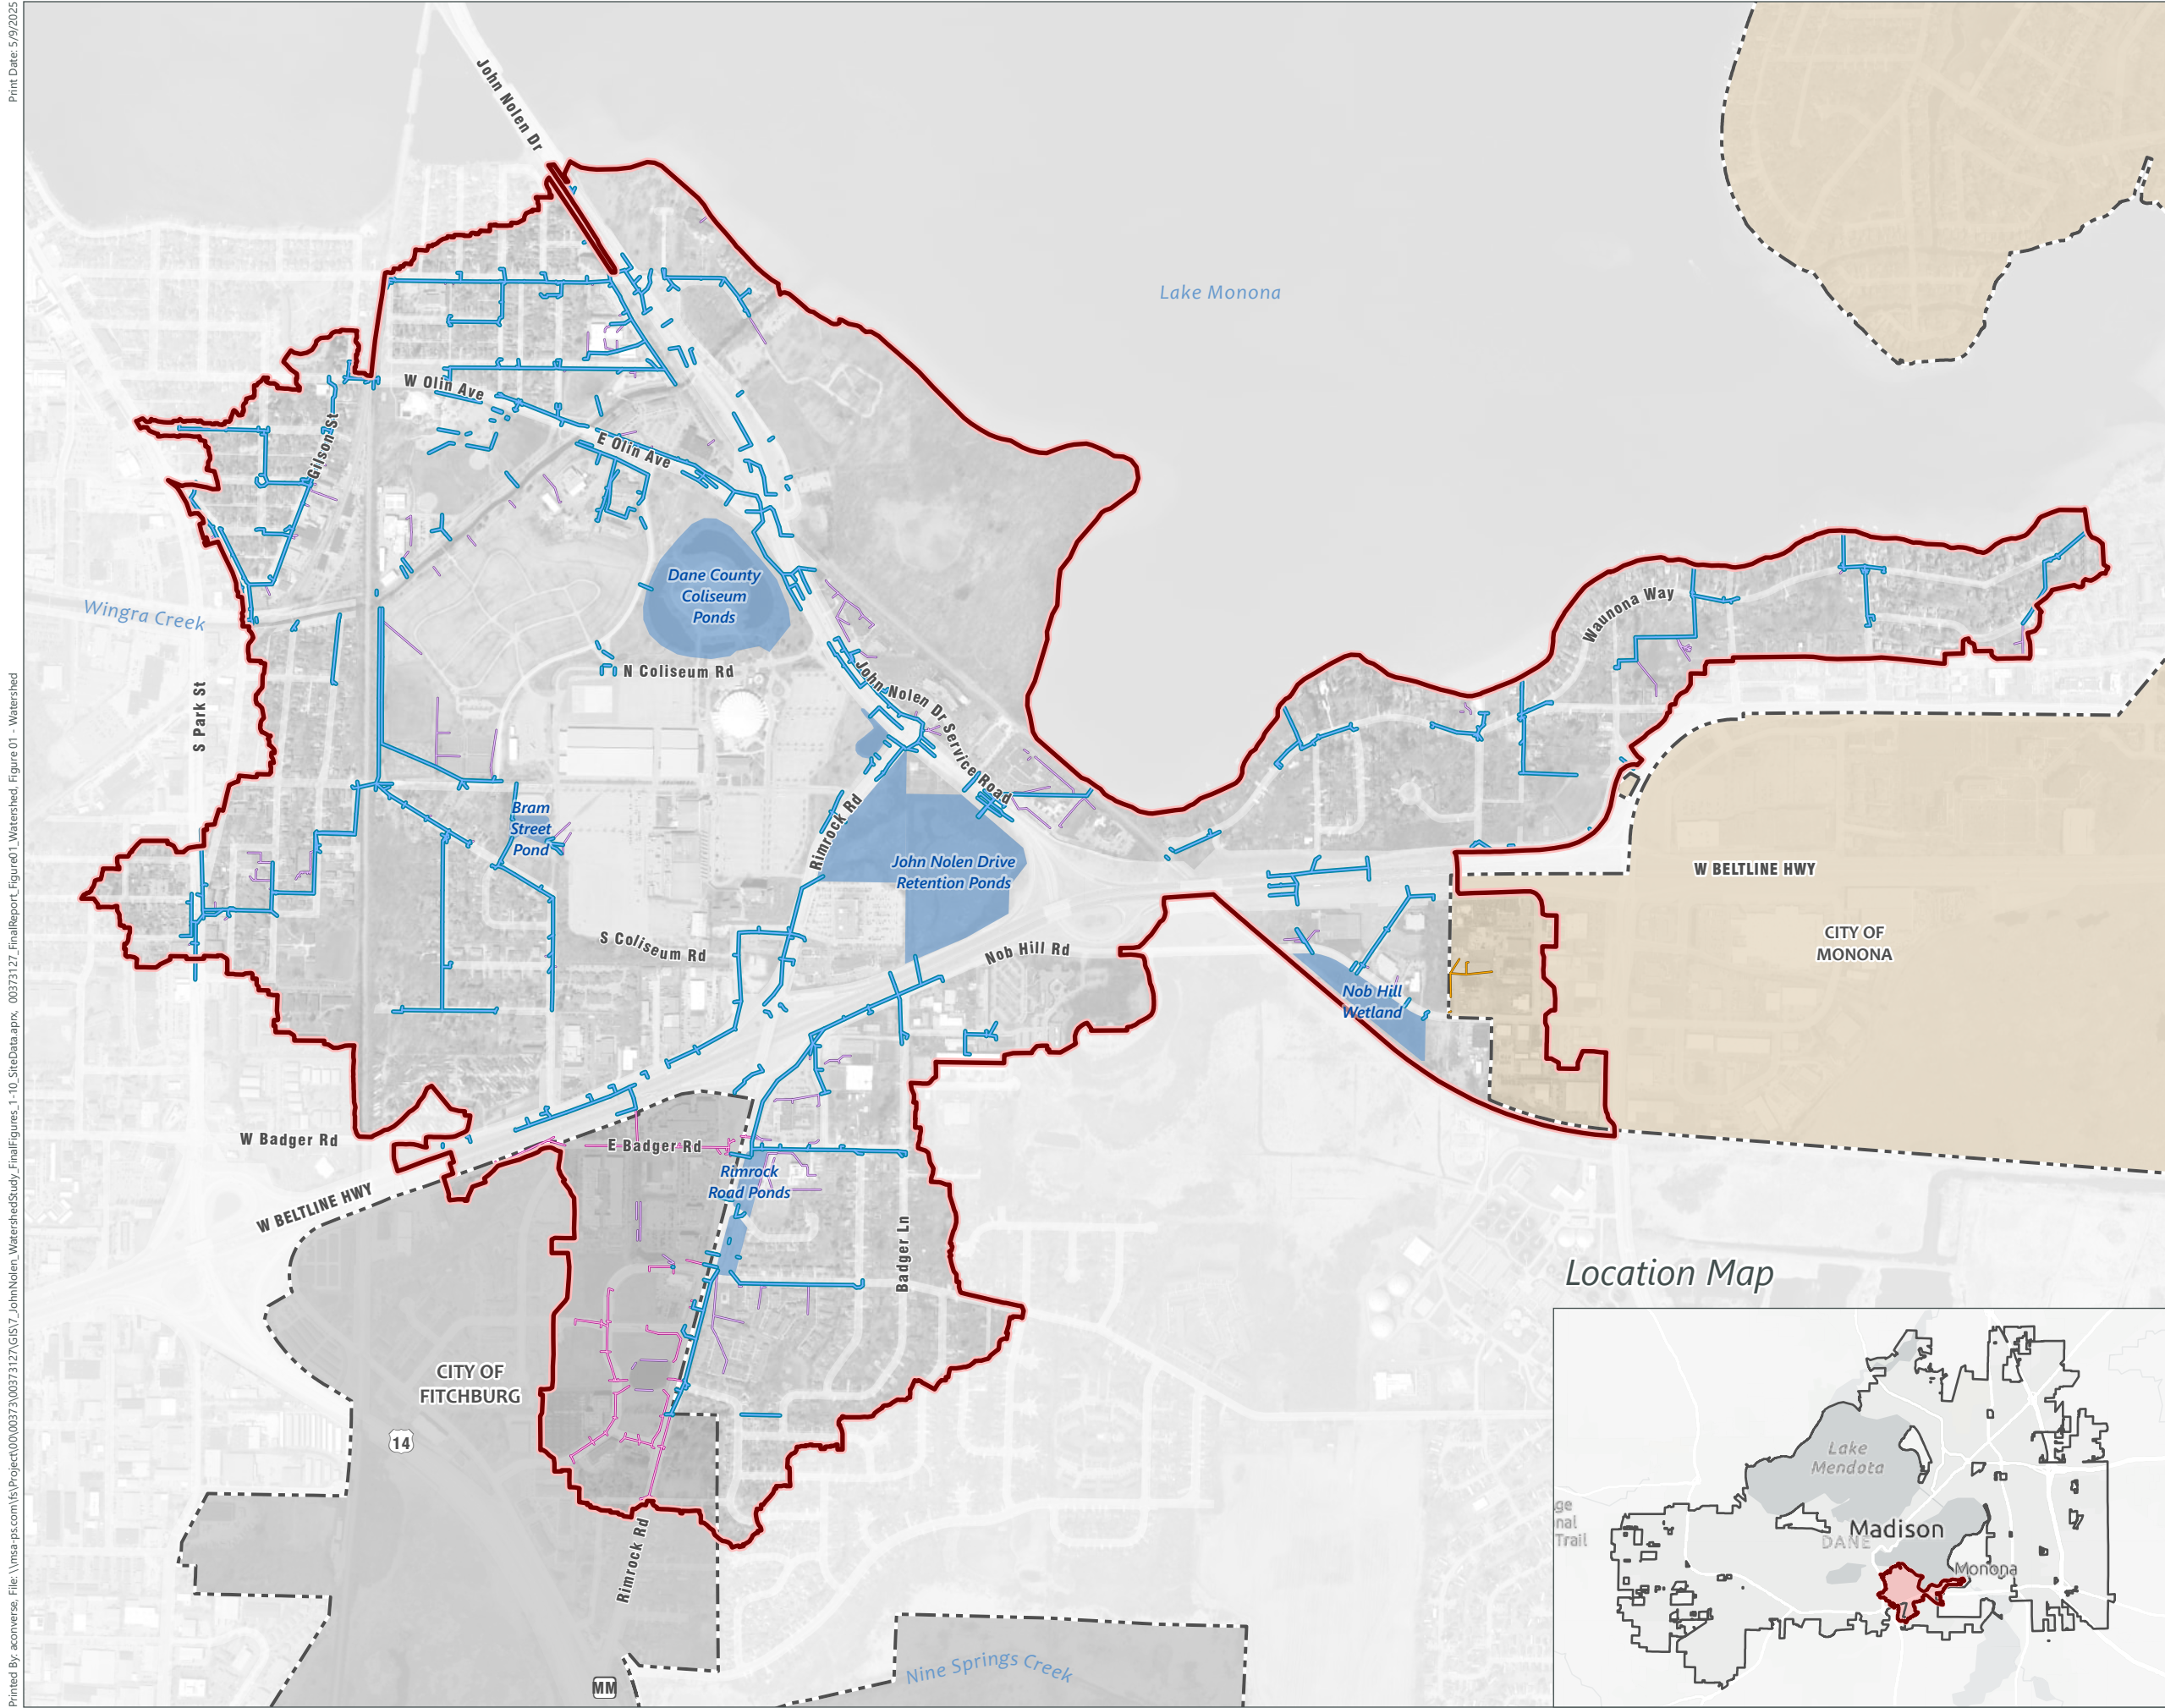 Print Date: 5/9/2025
John Nolen Dr
Lake Monona
W Olin Ave
E Olin Ave
Gilson St
Wingra Creek
Dane County
Coliseum
Ponds
Waunona Way
N Coliseum Rd
S Park St
John Nolen Dr Service Road
Bram
Street
Pond
Rimrock Rd
John Nolen Drive
Retention Ponds
W BELTLINE HWY
CITY OF
MONONA
S Coliseum Rd
Nob Hill Rd
Nob Hill
Wetland
W Badger Rd
E Badger Rd
Rimrock
Road Ponds
W BELTLINE HWY
Badger Ln
CITY OF
FITCHBURG
14
Rimrock Rd
MM
Nine Springs Creek
Location Map
Lake
Mendota
ge
nal
Trail
Madison
DANE
Monona
Printed By: aconverse, File: \\msa-ps.com\fs\Project\00\00373\00373127\GIS\7_JohnNolen_WatershedStudy_FinalFigures_1-10_SiteData.aprx, 00373127_FinalReport_Figure01_Watershed, Figure 01 - Watershed